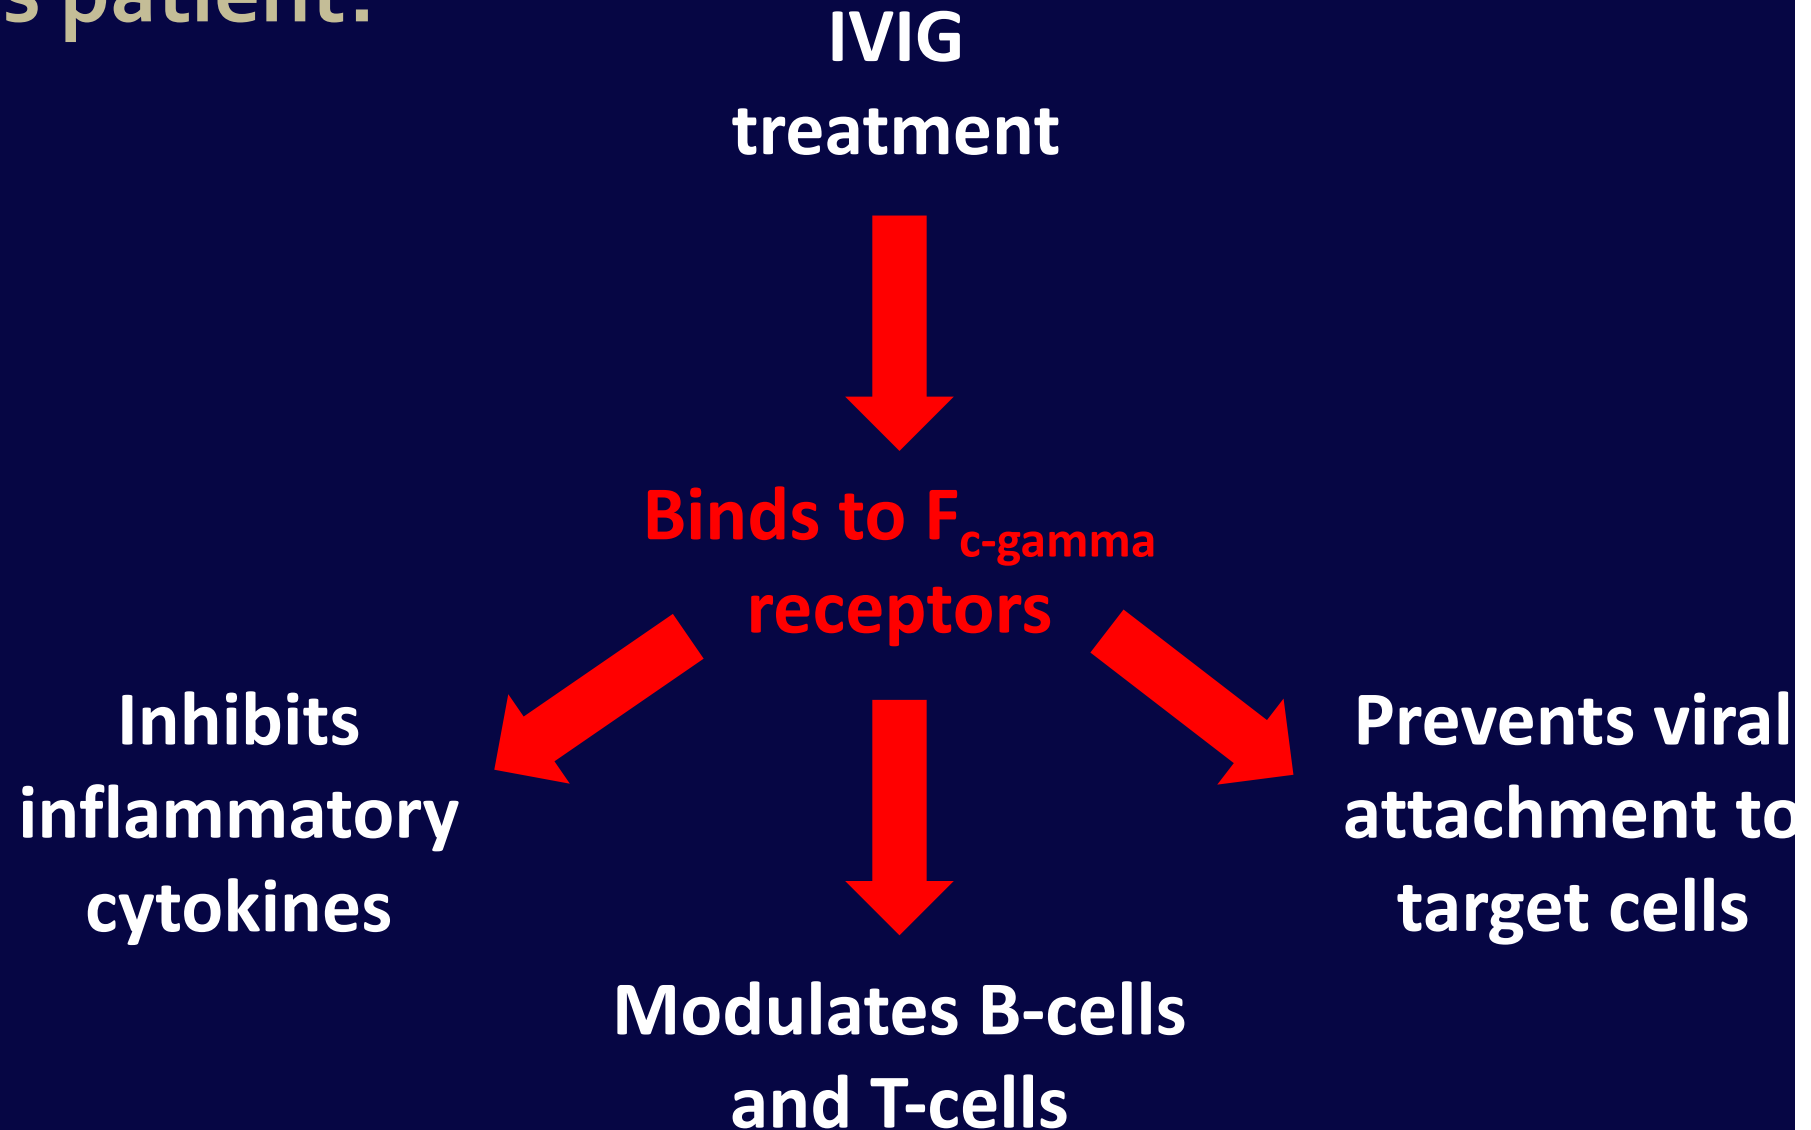 s patient?
IVIG
treatment
Binds to Fc-gamma
receptors
Inhibits
inflammatory
cytokines
Prevents viral
attachment to
target cells
Modulates B-cells
and T-cells